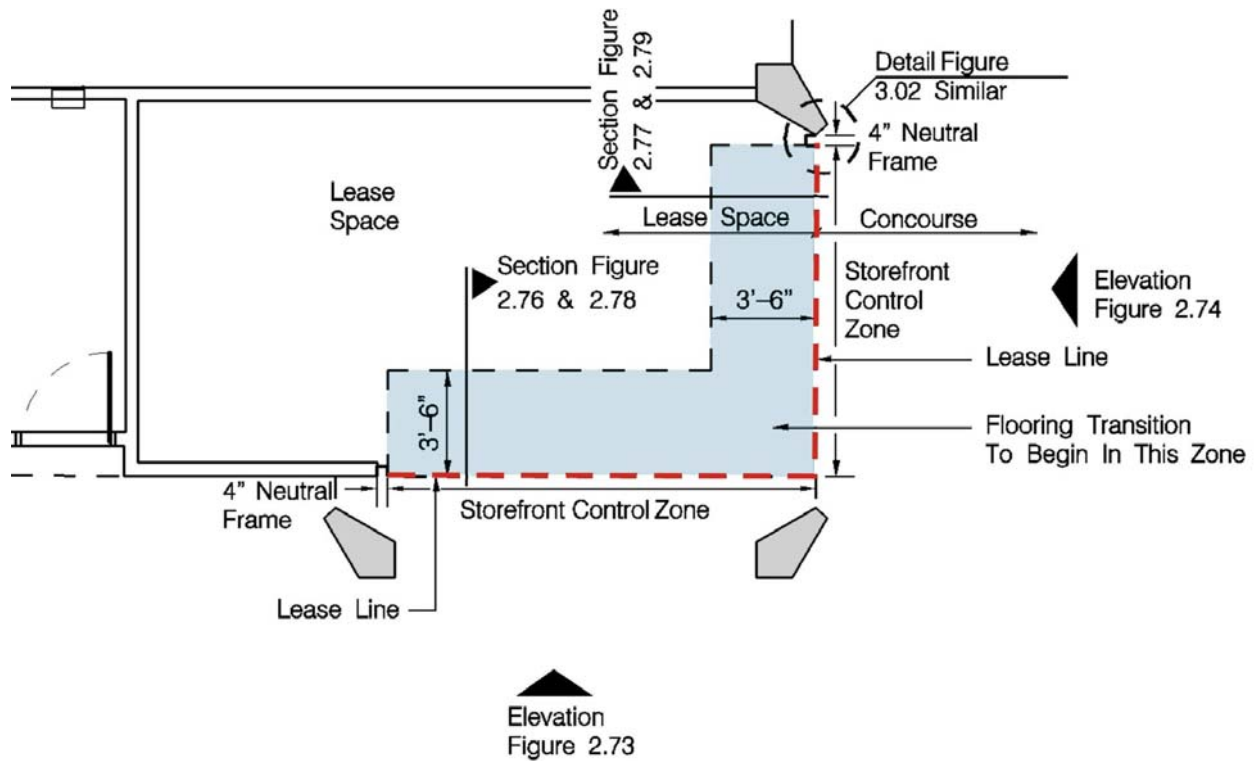 Section Figure
2.77 & 2.79
Detail Figure
3.02 Similar
4" Neutral
Frame
Lease
Space
Lease Space
Concourse
Section Figure
2.76 & 2.78
3'-6"
Storefront
Control
Zone
Elevation
Figure 2.74
Lease Line
3'-6"
Flooring Transition
To Begin In This Zone
4" Neutrall
Frame
Storefront Control Zone
Lease Line
Elevation
Figure 2.73